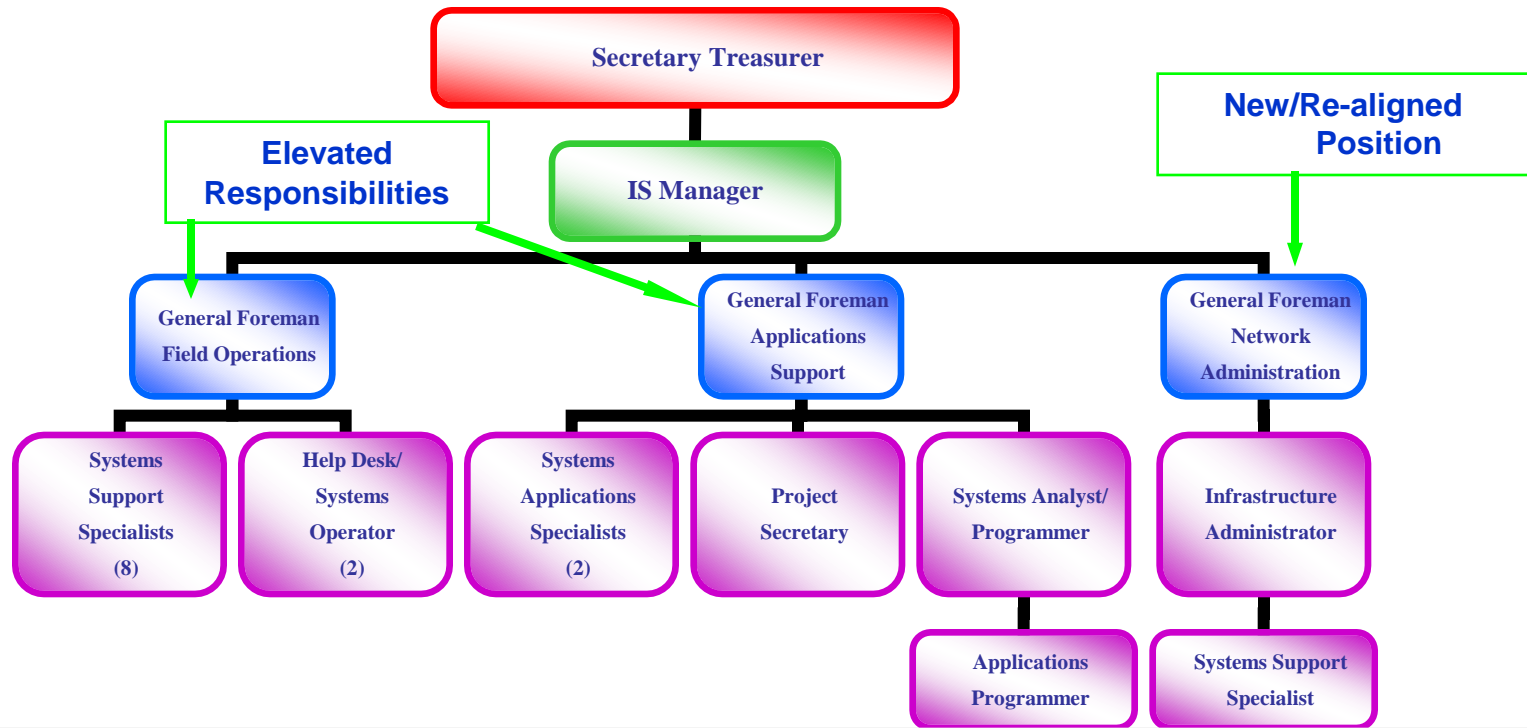 Secretary Treasurer
New/Re-aligned
Position
Elevated
Responsibilities
IS Manager
General Foreman
Field Operations
General Foreman
Applications
Support
General Foreman
Network
Administration
Systems
Support
Specialists
(8)
Help Desk/
Systems
Operator
(2)
Systems
Applications
Specialists
(2)
Project
Secretary
Systems Analyst/
Programmer
Infrastructure
Administrator
Applications
Programmer
Systems Support
Specialist